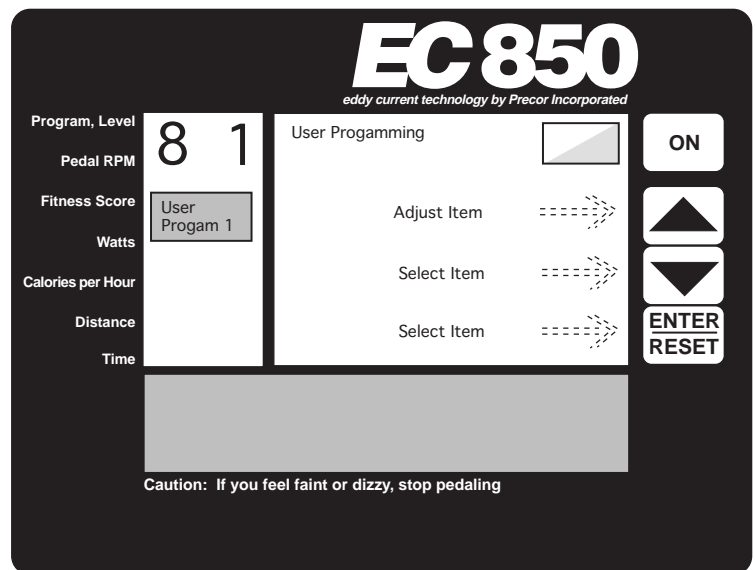 EC850
eddy current technology by Precor Incorporated
Program, Level
8 1
User Progamming
ON
Pedal RPM
Fitness Score
User
Progam 1
Adjust Item
Watts
Calories per Hour
Select Item
Distance
Select Item
ENTER
RESET
Time
Caution: If you feel faint or dizzy, stop pedaling